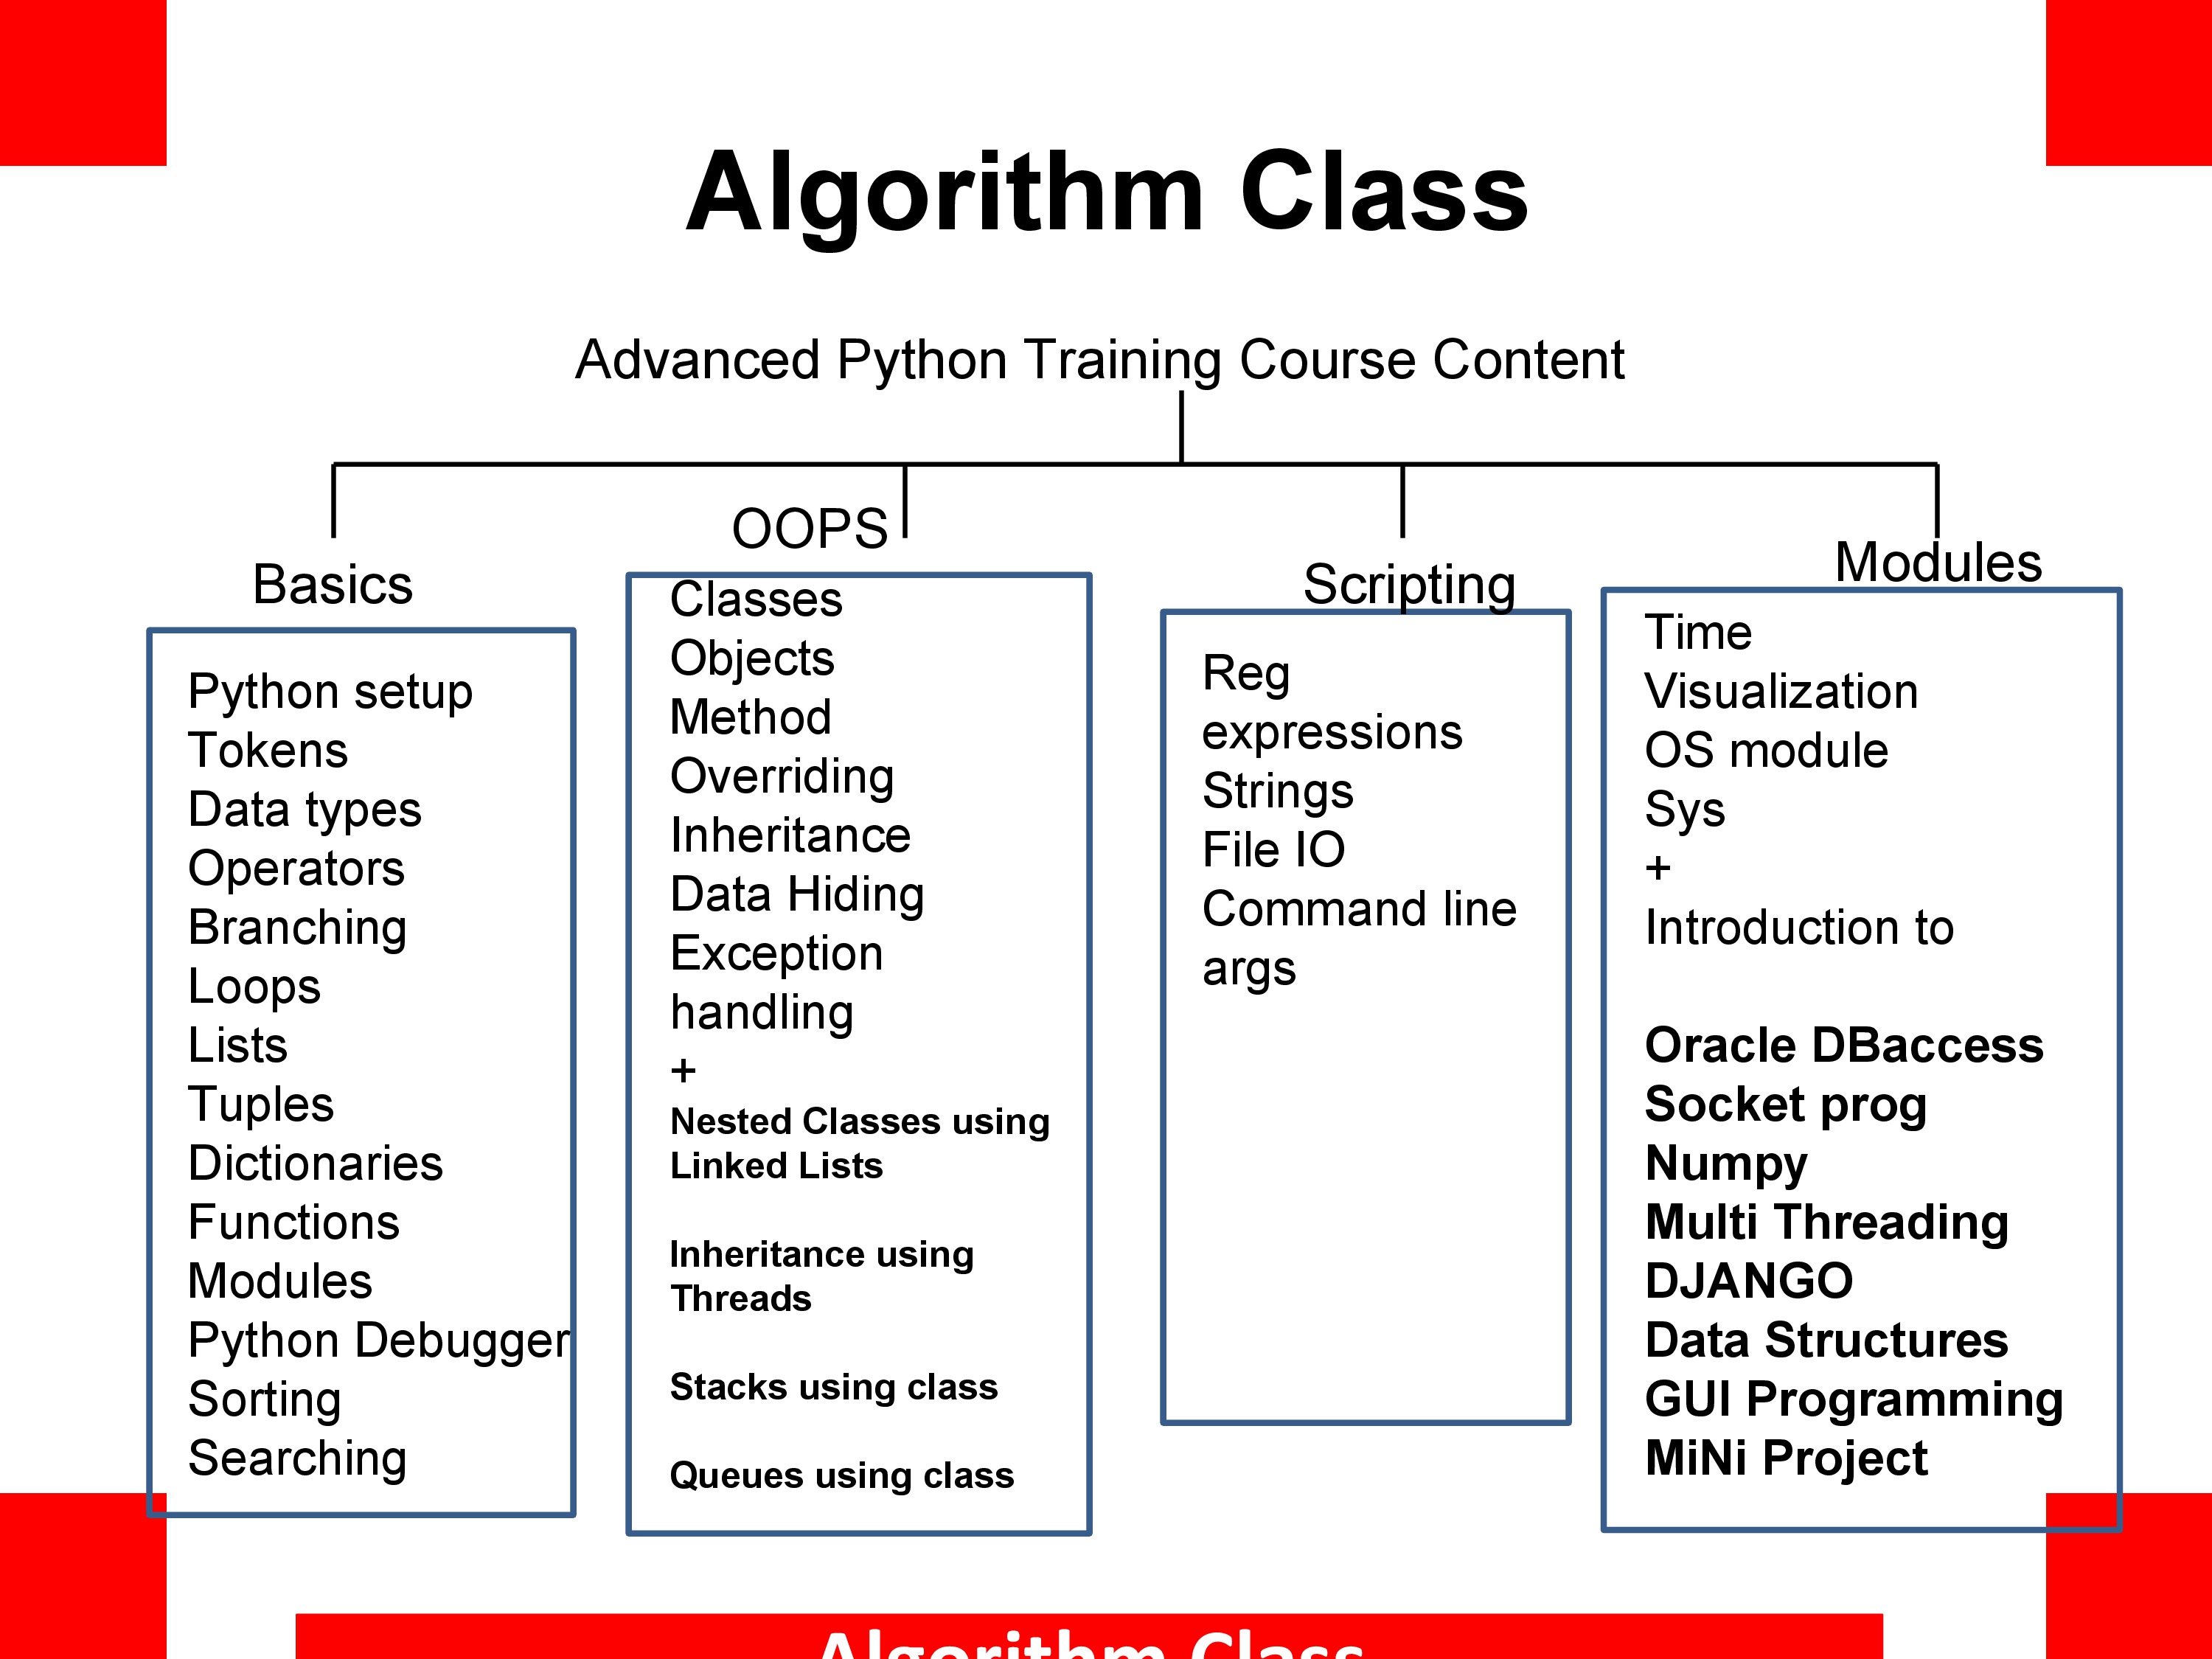 Algorithm Class
Advanced Python Training Course Content
Basics
Python setup
Tokens
Data types
Operators
Branching
Loops
Lists
Tuples
Dictionaries
Functions
Modules
Python Debugger
Sorting
Searching
OOPS
Classes
Objects
Method
Overriding
Inheritance
Data Hiding
Exception
handling
+
Nested Classes using
Linked Lists
Inheritance using
Threads
Stacks using class
Queues using class
Scripting
Reg
expressions
Strings
File IO
Command line
args
Modules
Time
Visualization
OS module
Sys
+
Introduction to
Oracle DBaccess
Socket prog
Numpy
Multi Threading
DJANGO
Data Structures
GUI Programming
MiNi Project
Algorithm Class